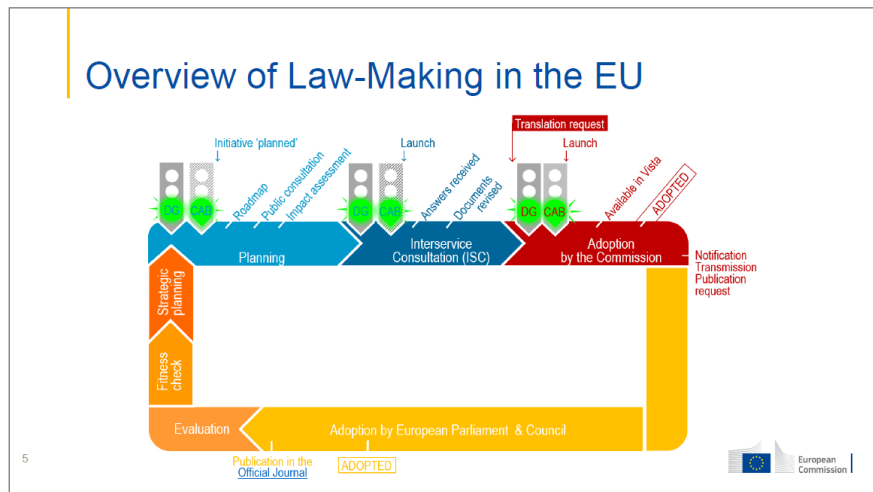 Overview of Law-Making in the EU
Translation request
Initiative 'planned'
Launch
Launch
Roadmap
Public consultation
Impact assessment
Answers received
Documents
revised
Available in Vista
ADOPTED
DG
CAB
DG
CAB
DG
CAB
Planning
Interservice
Consultation (ISC)
Adoption
by the Commission
Notification
Transmission
Publication
request
Strategic
planning
Fitness
check
Evaluation
Adoption by European Parliament & Council
Publication in the
Official Journal
ADOPTED
5
European
Commission